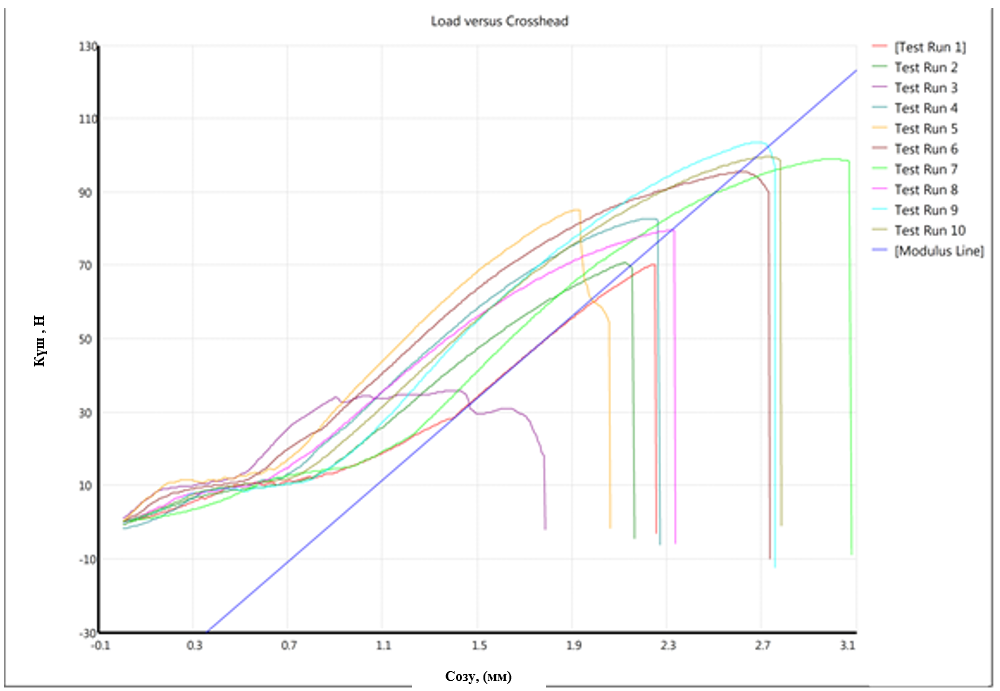 Load versus Crosshead
130
110
90
70
50
30
10
-10
-30
Күш , Н
-0.1 0.3 0.7 1.1 1.5 1.9 2.3 2.7 3.1
Созу, (мм)
[Test Run 1]
Test Run 2
Test Run 3
Test Run 4
Test Run 5
Test Run 6
Test Run 7
Test Run 8
Test Run 9
Test Run 10
[Modulus Line]